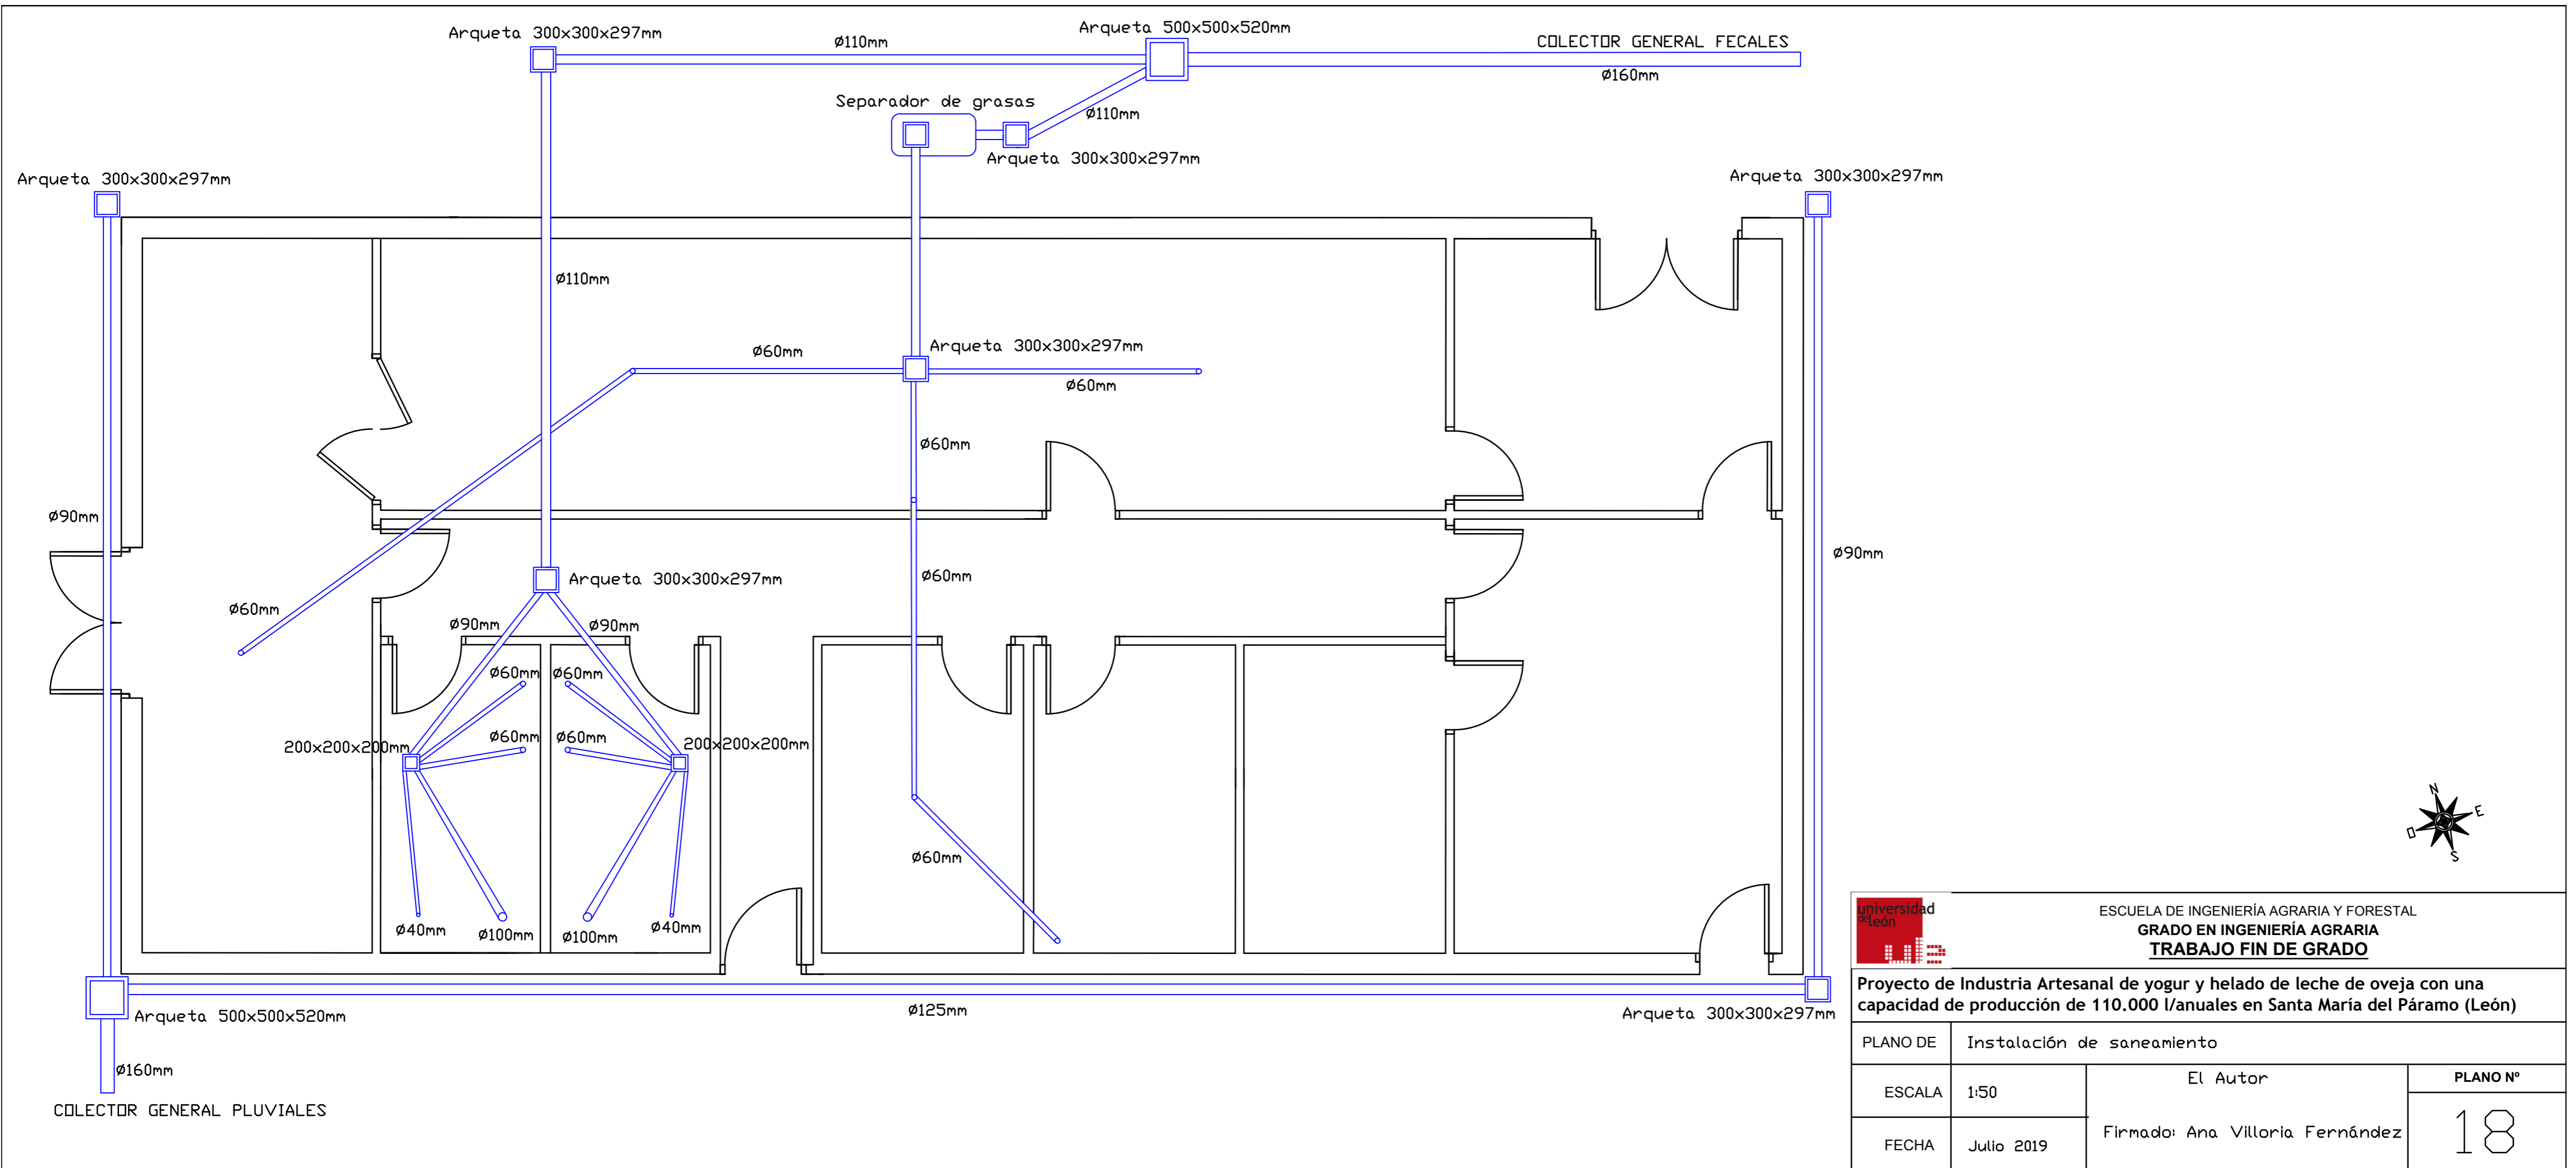 Arqueta 300x300x297mm
Ø110mm
Arqueta 500x500x520mm
COLECTOR GENERAL FECALES
Ø160mm
Separador de grasas
Ø110mm
Arqueta 300x300x297mm
Arqueta 300x300x297mm
Arqueta 300x300x297mm
Ø110mm
Arqueta 300x300x297mm
Ø60mm
Ø60mm
Ø60mm
Ø90mm
Ø90mm
Arqueta 300x300x297mm
Ø60mm
Ø60mm
Ø90mm
Ø90mm
Ø60mm
Ø60mm
Ø60mm
Ø60mm
200x200x200mm
200x200x200mm
Ø60mm
Ø40mm
Ø100mm
Ø100mm
Ø40mm
Arqueta 500x500x520mm
Ø125mm
Arqueta 300x300x297mm
Ø160mm
COLECTOR GENERAL PLUVIALES
N
E
O
S
universidad
de león
ESCUELA DE INGENIERÍA AGRARIA Y FORESTAL
GRADO EN INGENIERÍA AGRARIA
TRABAJO FIN DE GRADO
Proyecto de Industria Artesanal de yogur y helado de leche de oveja con una
capacidad de producción de 110.000 l/anuales en Santa María del Páramo (León)
PLANO DE
Instalación de saneamiento
ESCALA
1:50
El Autor
PLANO Nº
FECHA
Julio 2019
Firmado: Ana Villoria Fernández
18